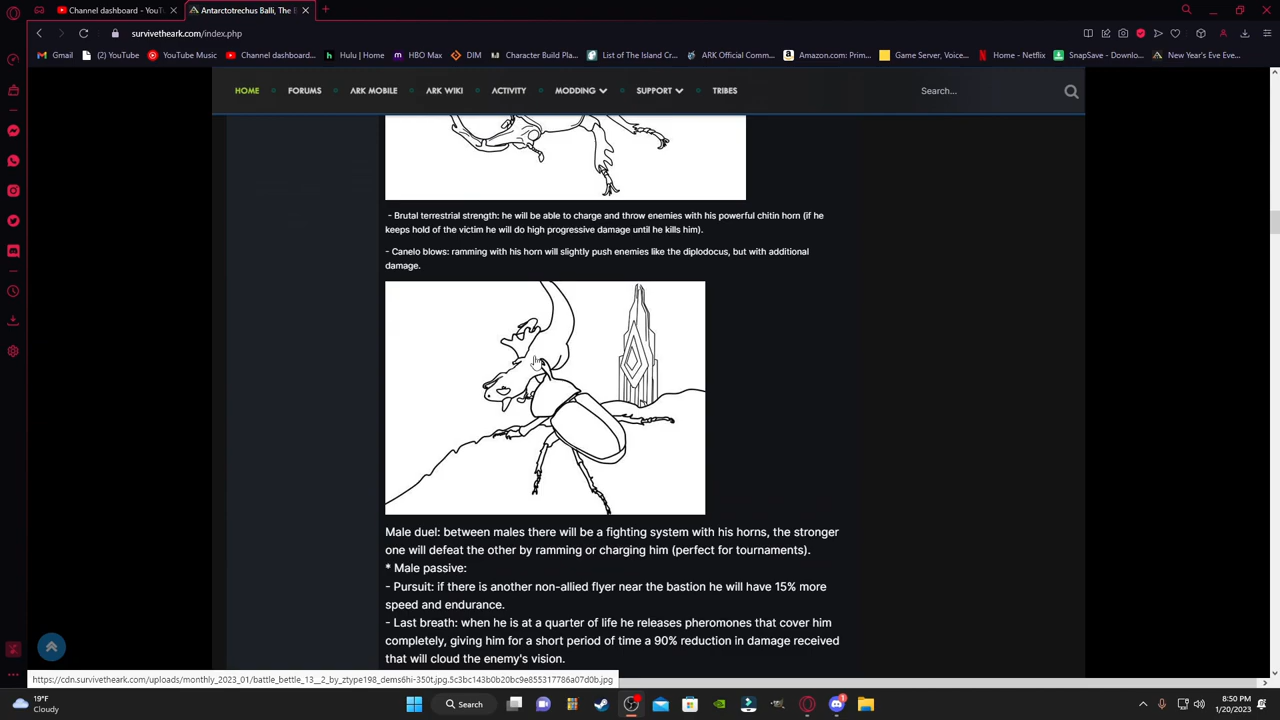 Channel dashboard - YouTube
Antarctotrechus Balli, The B
survivetheark.com/index.php
Gmail
(2) YouTube
YouTube Music
Channel dashboard...
Hulu | Home
HBO Max
DIM
Character Build Pla...
List of The Island Cr...
ARK Official Comm...
Amazon.com: Prim...
Game Server, Voice...
Home - Netflix
SnapSave - Downlo...
New Year's Eve Eve...
HOME
FORUMS
ARK MOBILE
ARK WIKI
ACTIVITY
MODDING
SUPPORT
TRIBES
Search...
- Brutal terrestrial strength: he will be able to charge and throw enemies with his powerful chitin horn (if he
keeps hold of the victim he will do high progressive damage until he kills him).
- Canelo blows: ramming with his horn will slightly push enemies like the diplodocus, but with additional
damage.
Male duel: between males there will be a fighting system with his horns, the stronger
one will defeat the other by ramming or charging him (perfect for tournaments).
* Male passive:
- Pursuit: if there is another non-allied flyer near the bastion he will have 15% more
speed and endurance.
- Last breath: when he is at a quarter of life he releases pheromones that cover him
completely, giving him for a short period of time a 90% reduction in damage received
that will cloud the enemy's vision.
https://cdn.survivetheark.com/uploads/monthly_2023_01/battle_bettle_13__2_by_ztype198_dems6hi-350t.jpg.5c3bc143b0b20bc9e855317786a07d0b.jpg
19°F
Cloudy
Search
1
8:50 PM
1/20/2023